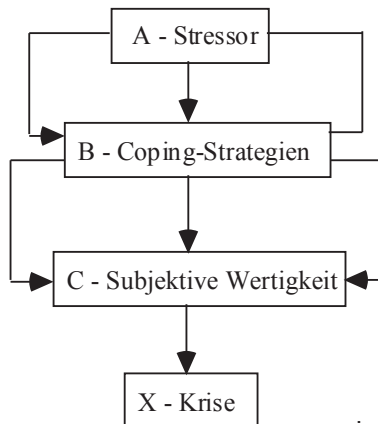 A - Stressor
B - Coping-Strategien
C - Subjektive Wertigkeit
X - Krise